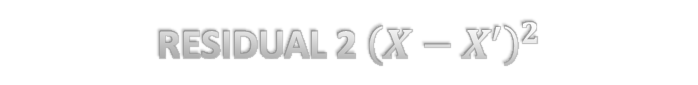 RESIDUAL 2 (X − X′)²